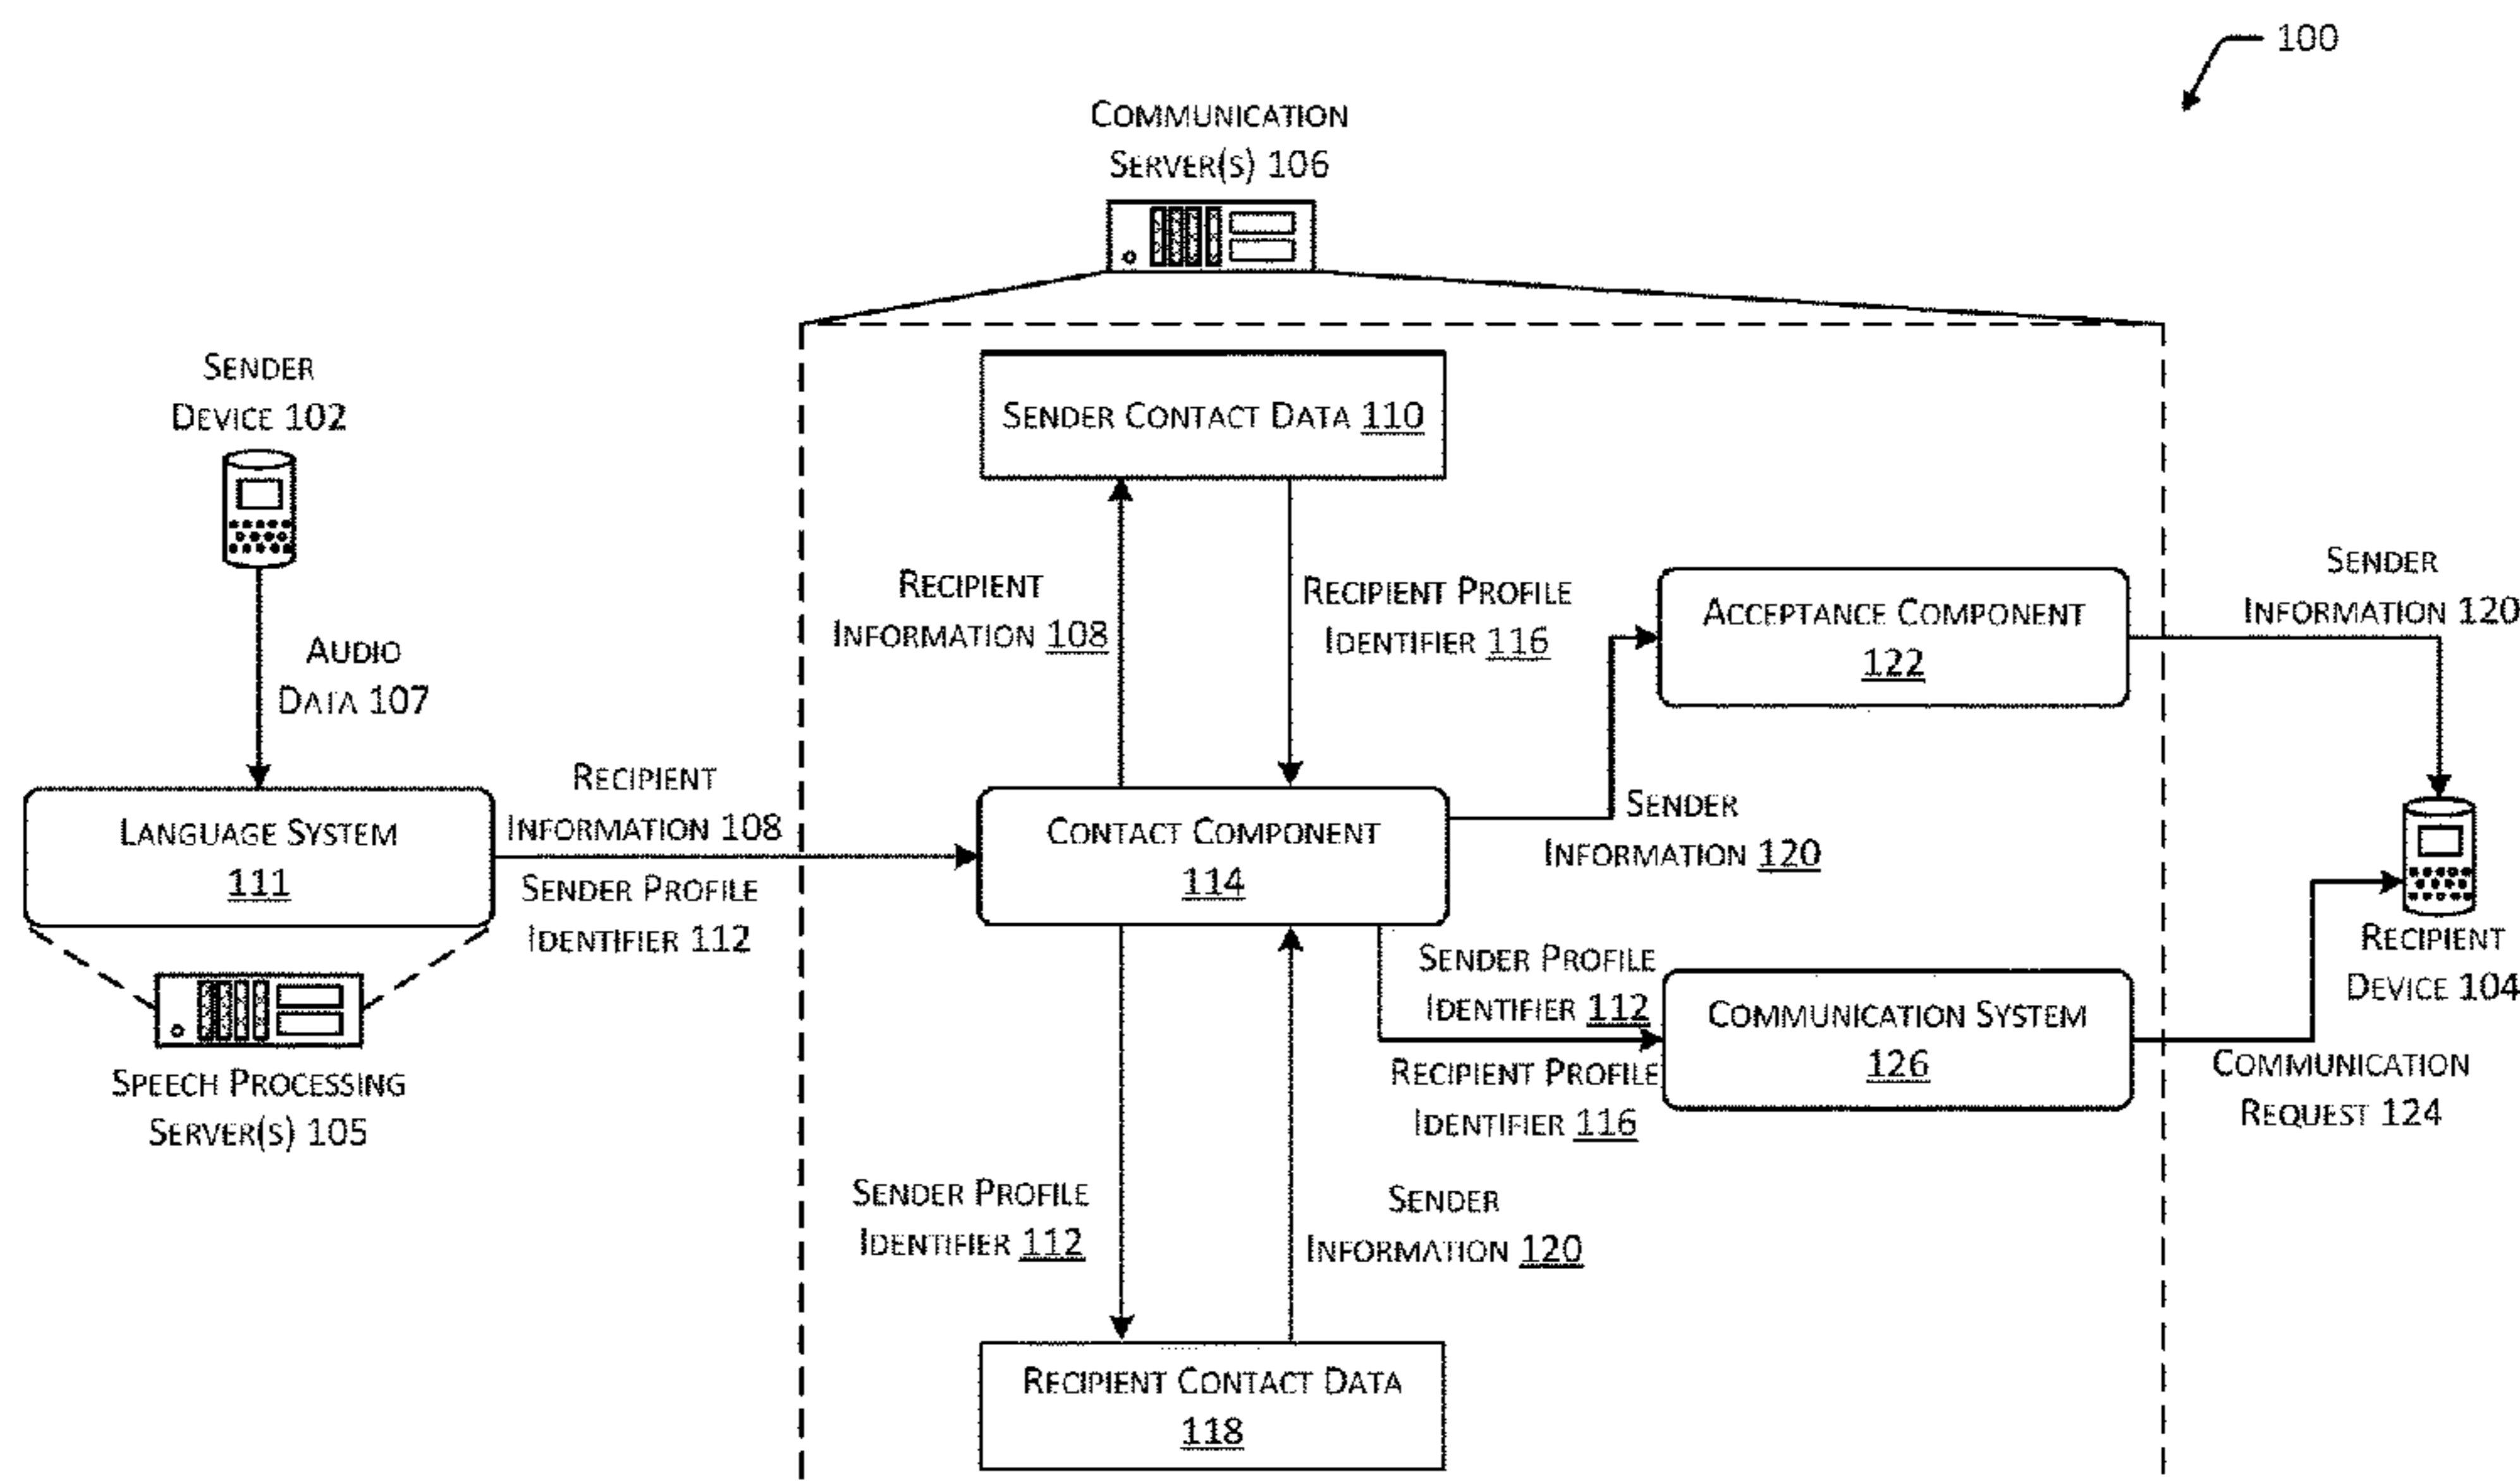 100
COMMUNICATION
SERVER(S) 106
SENDER
DEVICE 102
SENDER CONTACT DATA 110
RECIPIENT
INFORMATION 108
RECIPIENT PROFILE
IDENTIFIER 116
ACCEPTANCE COMPONENT
122
SENDER
INFORMATION 120
AUDIO
DATA 107
LANGUAGE SYSTEM
111
RECIPIENT
INFORMATION 108
SENDER PROFILE
IDENTIFIER 112
CONTACT COMPONENT
114
SENDER
INFORMATION 120
RECIPIENT
DEVICE 104
SPEECH PROCESSING
SERVER(S) 105
SENDER PROFILE
IDENTIFIER 112
RECIPIENT PROFILE
IDENTIFIER 116
COMMUNICATION SYSTEM
126
COMMUNICATION
REQUEST 124
SENDER PROFILE
IDENTIFIER 112
SENDER
INFORMATION 120
RECIPIENT CONTACT DATA
118